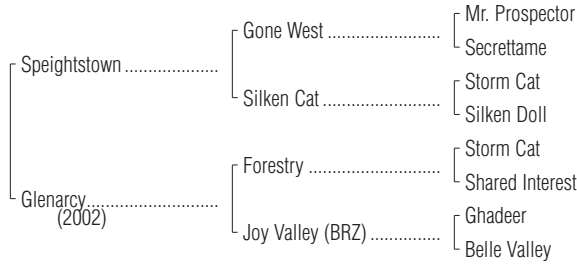 Mr. Prospector
Gone West ......................
Secrettame
Speightstown ..................
Storm Cat
Silken Cat .......................
Silken Doll
Storm Cat
Forestry ..........................
Shared Interest
Glenarcy.........................
(2002)
Ghadeer
Joy Valley (BRZ) ..............
Belle Valley